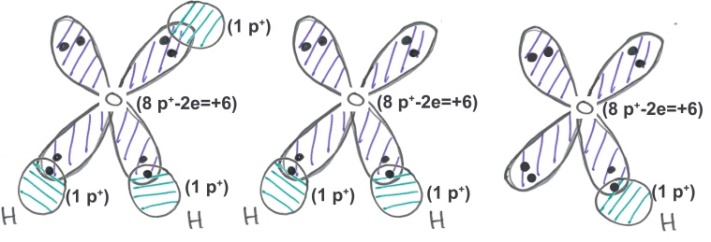 (1 p⁺)
(8 p⁺-2e=+6)
(1 p⁺)
(1 p⁺)
H
H
(8 p⁺-2e=+6)
(1 p⁺)
(1 p⁺)
H
H
(8 p⁺-2e=+6)
(1 p⁺)
H